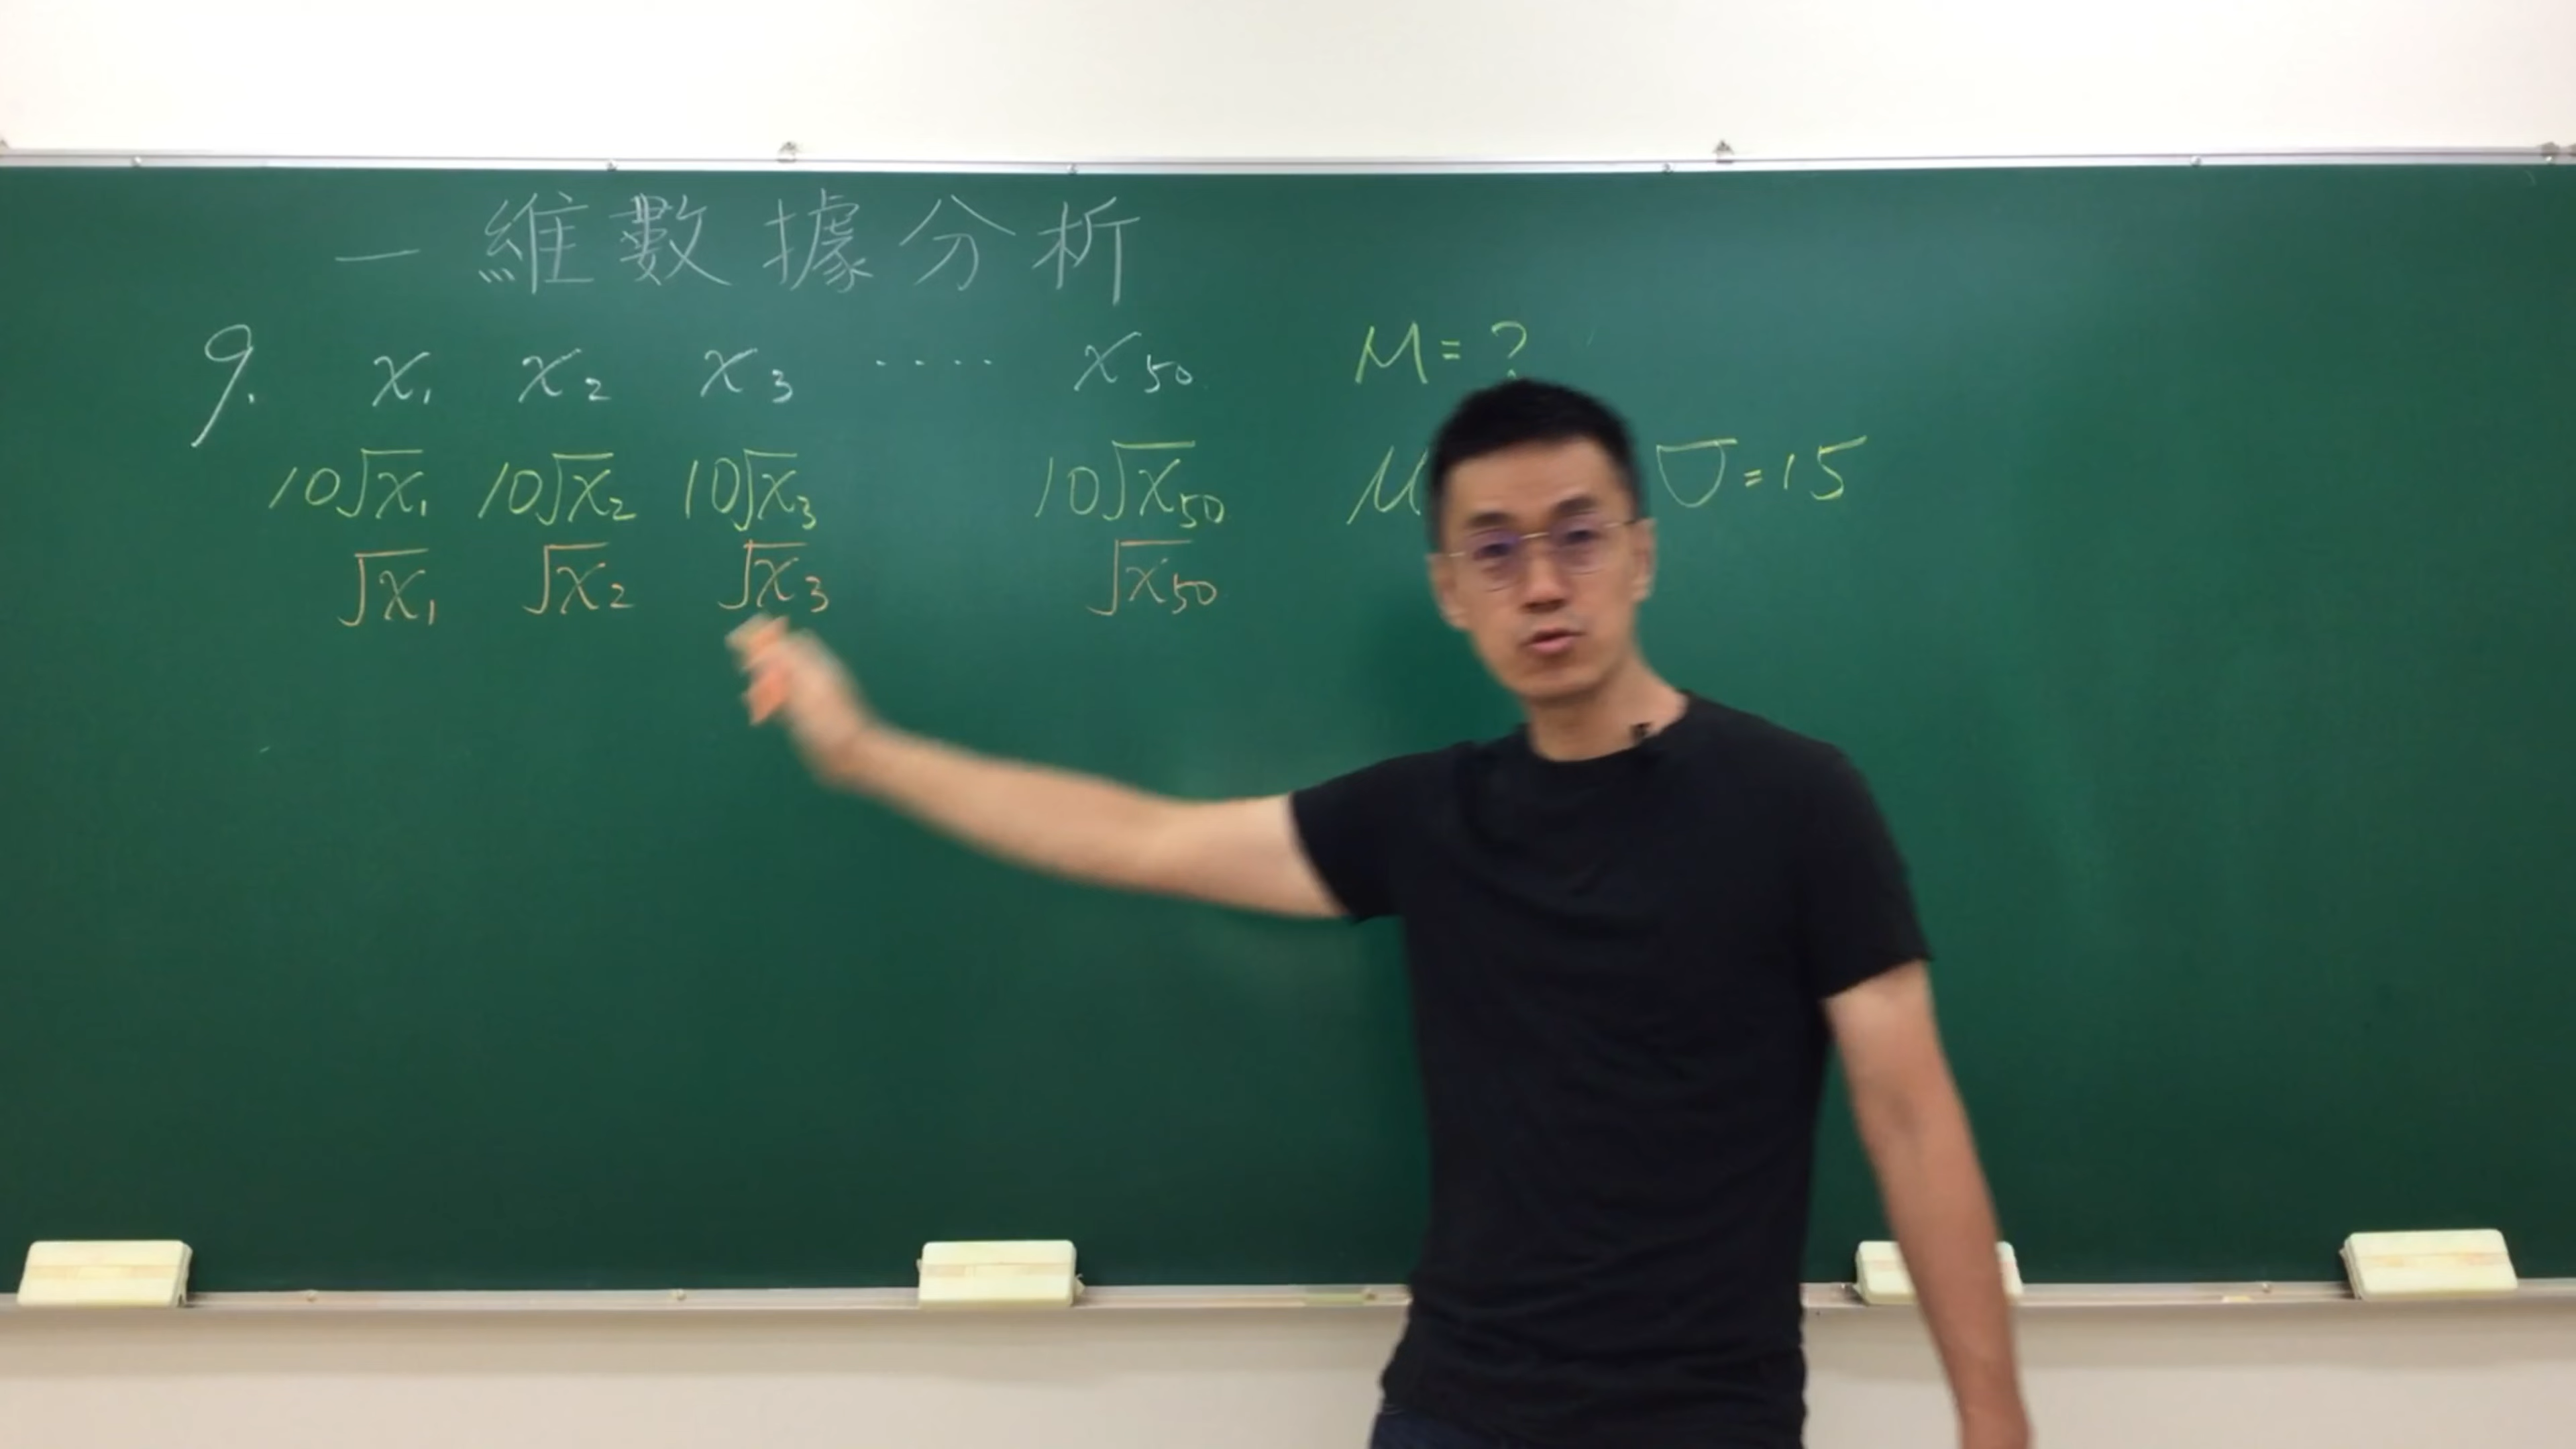 一維數據分析
9. x₁ x₂ x₃ ···· x₅₀ M = ?
10√x₁ 10√x₂ 10√x₃ 10√x₅₀ M σ = 15
√x₁ √x₂ √x₃ √x₅₀